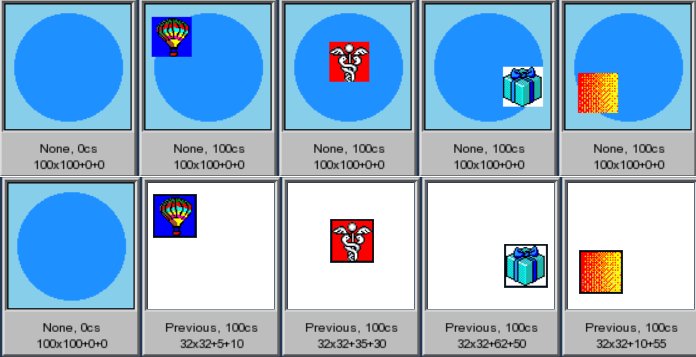 None, 0cs
100x100+0+0
None, 100cs
100x100+0+0
None, 100cs
100x100+0+0
None, 100cs
100x100+0+0
None, 100cs
100x100+0+0
None, 0cs
100x100+0+0
Previous, 100cs
32x32+5+10
Previous, 100cs
32x32+35+30
Previous, 100cs
32x32+62+50
Previous, 100cs
32x32+10+55